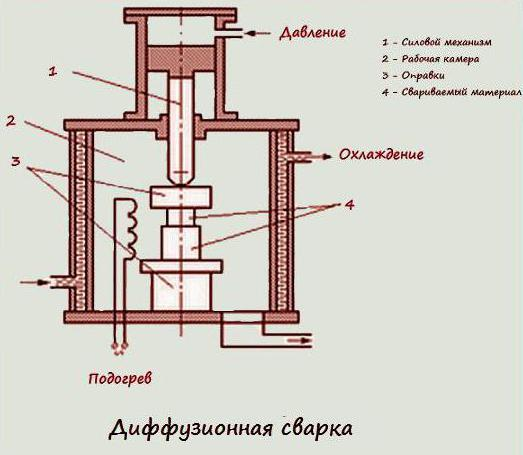 Давление
1 - Силовой механизм
2 - Рабочая камера
3 - Оправки
4 - Свариваемый материал
1
2
3
Охлаждение
4
Подогрев
Диффузионная сварка